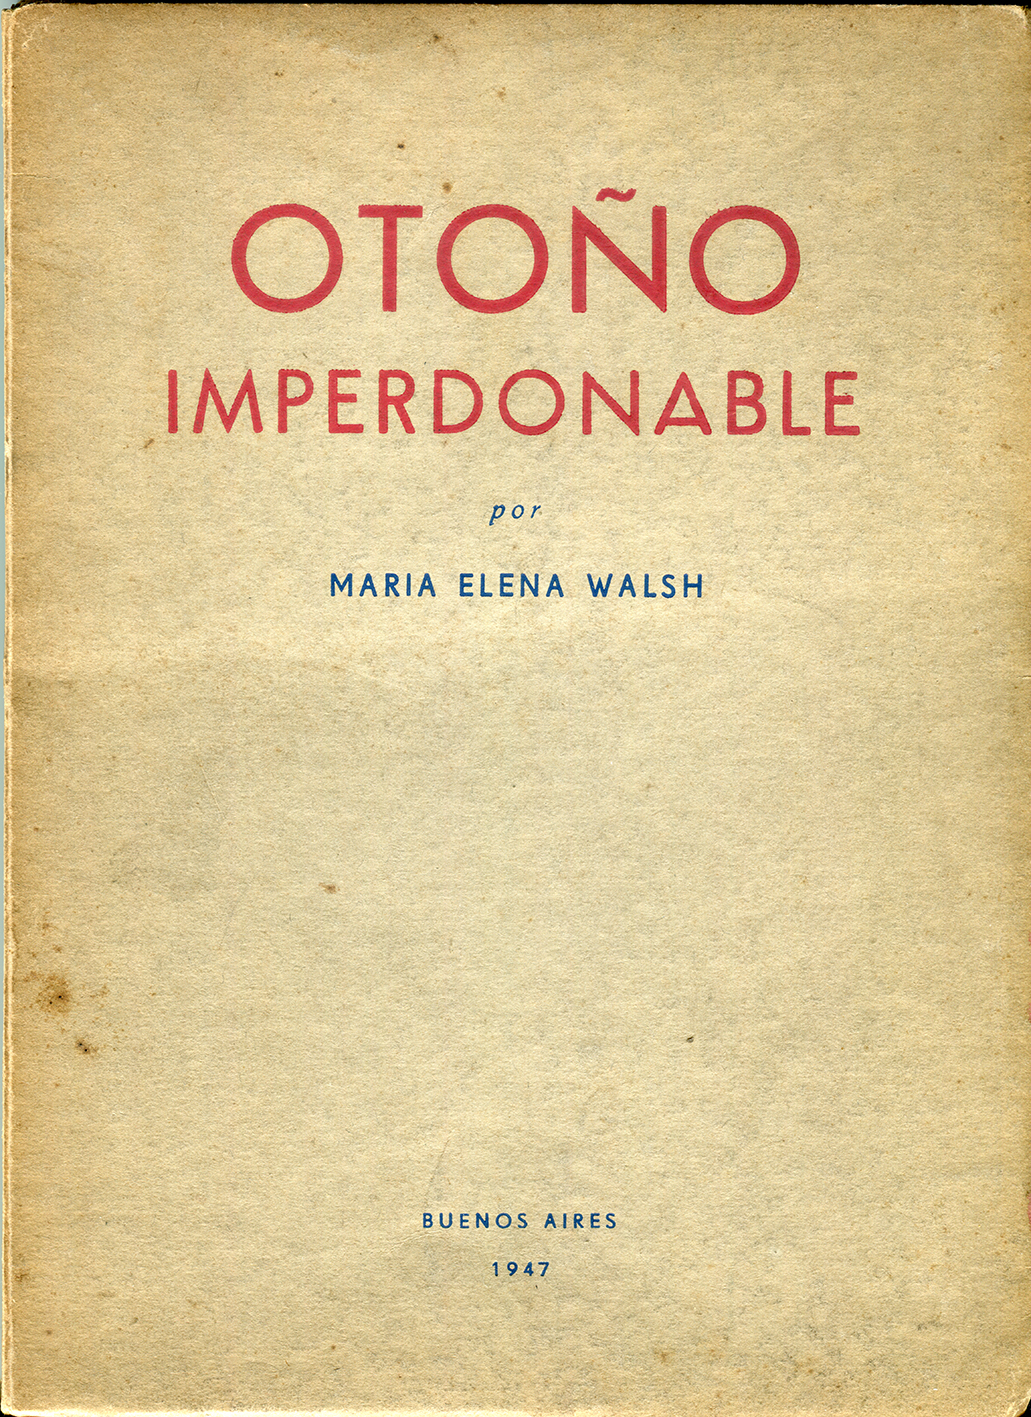 OTOÑO
IMPERDONABLE
por
MARIA ELENA WALSH
BUENOS AIRES
1947